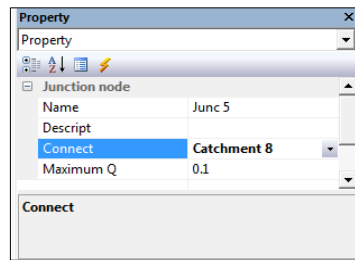 Property
Property
Junction node
Name Junc 5
Descript
Connect Catchment 8
Maximum Q 0.1
Connect